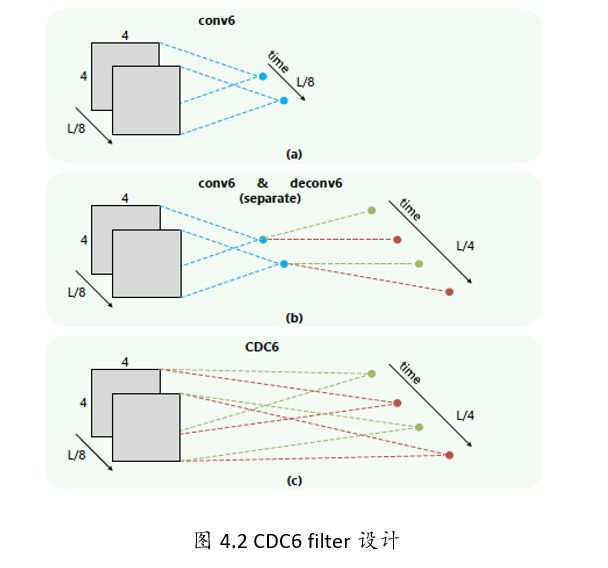 conv6
4
4
L/8
time
L/8
(a)
conv6 & deconv6
(separate)
4
4
L/8
time
L/4
(b)
CDC6
4
4
L/8
time
L/4
(c)
图 4.2 CDC6 filter 设计